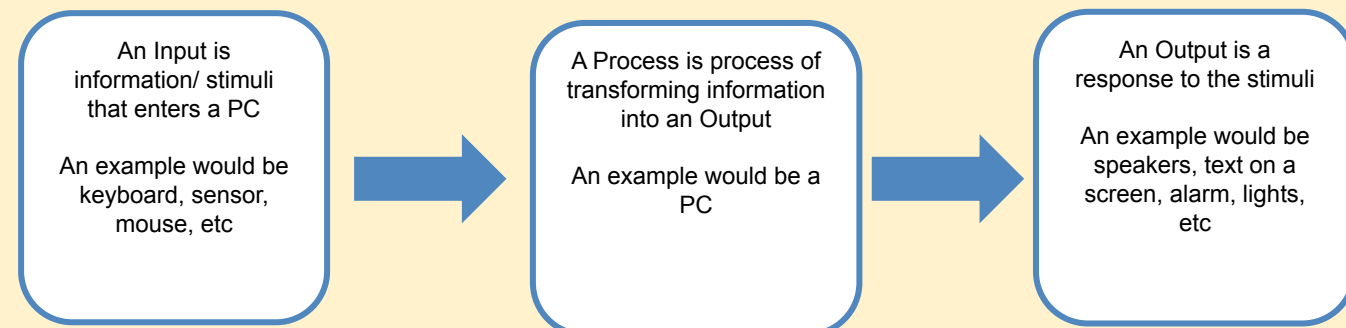 An Input is
information/ stimuli
that enters a PC
An example would be
keyboard, sensor,
mouse, etc
A Process is process of
transforming information
into an Output
An example would be a
PC
An Output is a
response to the stimuli
An example would be
speakers, text on a
screen, alarm, lights,
etc